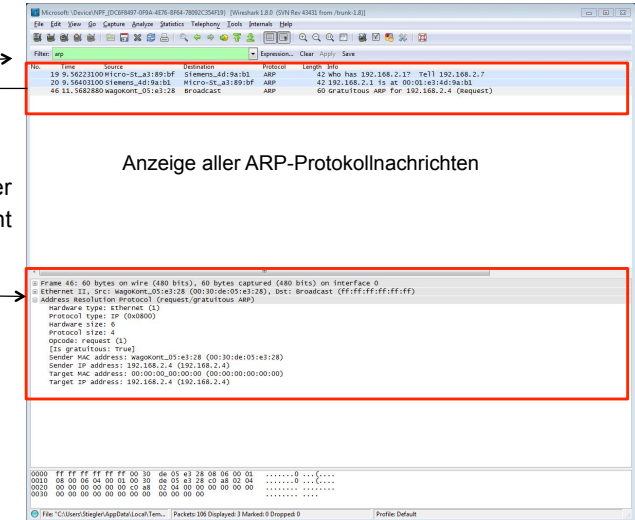 Microsoft: \Device\NPF_{DC6F8497-0F9A-4E76-BF64-78092C354F19} [Wireshark 1.8.0 (SVN Rev 43431 from /trunk-1.8)]
File Edit View Go Capture Analyze Statistics Telephony Tools Internals Help
Filter: arp Expression... Clear Apply Save
No. Time Source Destination Protocol Length Info
19 9.56223100 Micro-St_a3:89:bf Siemens_4d:9a:b1 ARP 42 Who has 192.168.2.1? Tell 192.168.2.7
20 9.56403100 Siemens_4d:9a:b1 Micro-St_a3:89:bf ARP 42 192.168.2.1 is at 00:01:e3:4d:9a:b1
46 11.5682880 WagoKont_05:e3:28 Broadcast ARP 60 Gratuitous ARP for 192.168.2.4 (Request)
Anzeige aller ARP-Protokollnachrichten
er
nt
Frame 46: 60 bytes on wire (480 bits), 60 bytes captured (480 bits) on interface 0
Ethernet II, Src: WagoKont_05:e3:28 (00:30:de:05:e3:28), Dst: Broadcast (ff:ff:ff:ff:ff:ff)
Address Resolution Protocol (request/gratuitous ARP)
Hardware type: Ethernet (1)
Protocol type: IP (0x0800)
Hardware size: 6
Protocol size: 4
Opcode: request (1)
[Is gratuitous: True]
Sender MAC address: WagoKont_05:e3:28 (00:30:de:05:e3:28)
Sender IP address: 192.168.2.4 (192.168.2.4)
Target MAC address: 00:00:00_00:00:00 (00:00:00:00:00:00)
Target IP address: 192.168.2.4 (192.168.2.4)
0000 ff ff ff ff ff ff 00 30 de 05 e3 28 08 06 00 01 .......0 ...(....
0010 08 00 06 04 00 01 00 30 de 05 e3 28 c0 a8 02 04 .......0 ...(....
0020 00 00 00 00 00 00 c0 a8 02 04 00 00 00 00 00 00 ........ ........
0030 00 00 00 00 00 00 00 00 00 00 00 00 ........ ....
File: "C:\Users\Stiegler\AppData\Local\Tem... Packets: 106 Displayed: 3 Marked: 0 Dropped: 0 Profile: Default